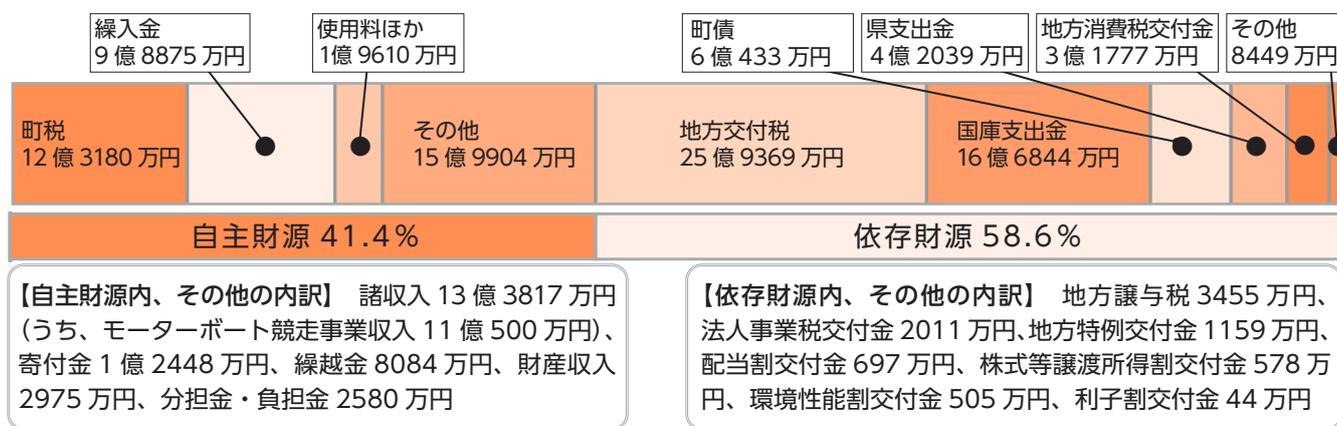 繰入金
9億8875万円
使用料ほか
1億9610万円
町債
6億433万円
県支出金
4億2039万円
地方消費税交付金
3億1777万円
その他
8449万円
町税
12億3180万円
その他
15億9904万円
地方交付税
25億9369万円
国庫支出金
16億6844万円
自主財源 41.4%
依存財源 58.6%
【自主財源内、その他の内訳】 諸収入13億3817万円
(うち、モーターボート競走事業収入11億500万円)、
寄付金1億2448万円、繰越金8084万円、財産収入
2975万円、分担金・負担金2580万円
【依存財源内、その他の内訳】 地方譲与税3455万円、
法人事業税交付金2011万円、地方特例交付金1159万円、
配当割交付金697万円、株式等譲渡所得割交付金578万
円、環境性能割交付金505万円、利子割交付金44万円